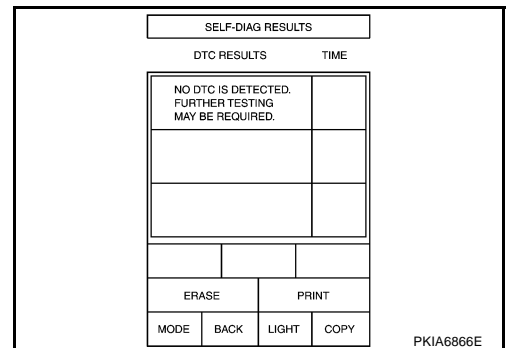 SELF-DIAG RESULTS
DTC RESULTS TIME
NO DTC IS DETECTED.
FURTHER TESTING
MAY BE REQUIRED.
ERASE PRINT
MODE BACK LIGHT COPY
PKIA6866E